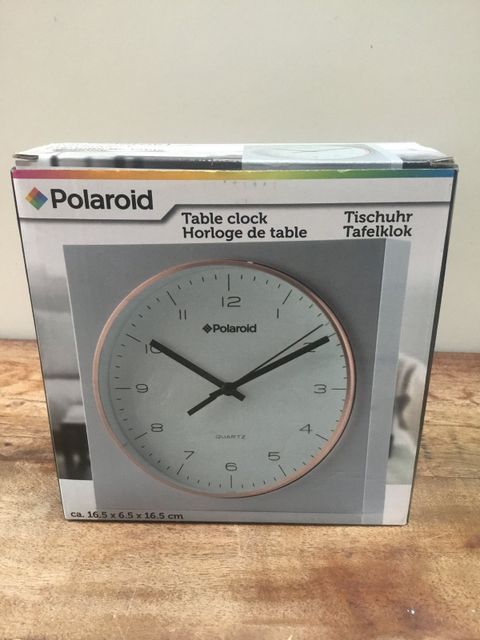 Polaroid
Table clock
Horloge de table
Tischuhr
Tafelklok
12
11
1
Polaroid
10
2
9
3
8
4
QUARTZ
7
5
6
ca. 16.5 x 6.5 x 16.5 cm